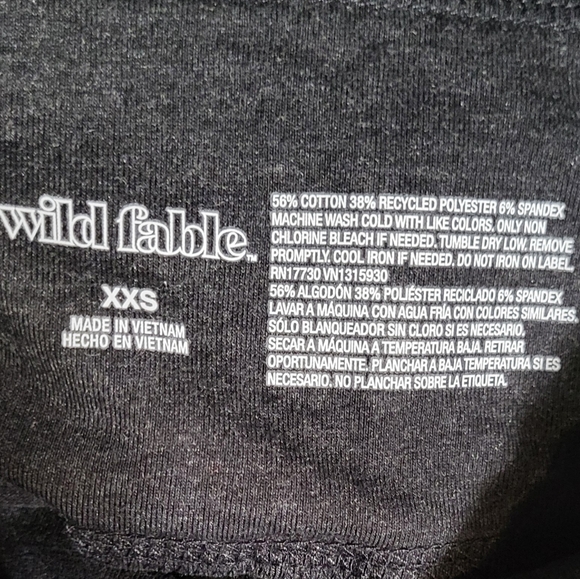 wild fable™
XXS
MADE IN VIETNAM
HECHO EN VIETNAM
56% COTTON 38% RECYCLED POLYESTER 6% SPANDEX
MACHINE WASH COLD WITH LIKE COLORS. ONLY NON
CHLORINE BLEACH IF NEEDED. TUMBLE DRY LOW. REMOVE
PROMPTLY. COOL IRON IF NEEDED. DO NOT IRON ON LABEL.
RN17730 VN1315930
56% ALGODÓN 38% POLIÉSTER RECICLADO 6% SPANDEX
LAVAR A MÁQUINA CON AGUA FRÍA CON COLORES SIMILARES.
SÓLO BLANQUEADOR SIN CLORO SI ES NECESARIO.
SECAR A MÁQUINA A TEMPERATURA BAJA. RETIRAR
OPORTUNAMENTE. PLANCHAR A BAJA TEMPERATURA SI ES
NECESARIO. NO PLANCHAR SOBRE LA ETIQUETA.